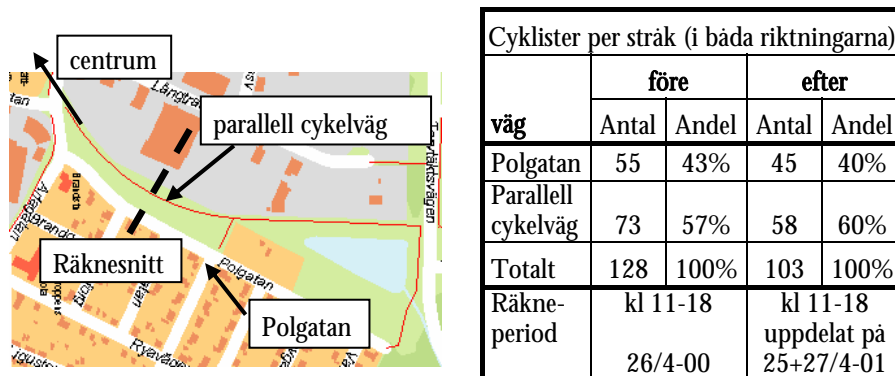 centrum
Långtra
parallell cykelväg
Räknesnitt
Polgatan
Polgatan
Cyklister per stråk (i båda riktningarna)
före efter
väg Antal Andel Antal Andel
Polgatan 55 43% 45 40%
Parallell
cykelväg 73 57% 58 60%
Totalt 128 100% 103 100%
Räkne- kl 11-18 kl 11-18
period uppdelat på
26/4-00 25+27/4-01